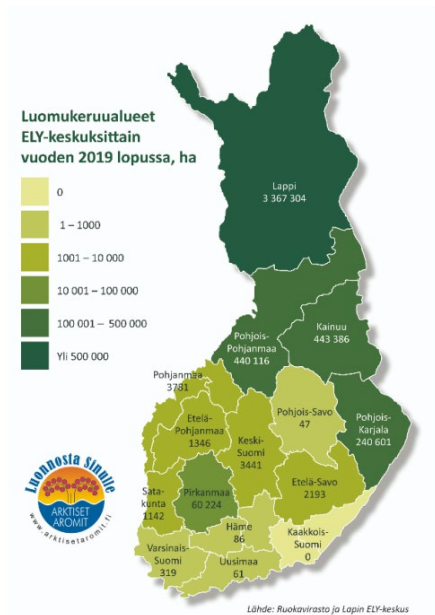 Luomukeruualueet
ELY-keskuksittain
vuoden 2019 lopussa, ha
0
1 – 1000
1001 – 10 000
10 001 – 100 000
100 001 – 500 000
Yli 500 000
Lappi
3 367 304
Pohjois-
Pohjanmaa
440 116
Kainuu
443 386
Pohjanmaa
3781
Etelä-
Pohjanmaa
1346
Keski-
Suomi
3441
Pohjois-Savo
47
Pohjois-
Karjala
240 601
Etelä-Savo
2193
Sata-
kunta
1142
Pirkanmaa
60 224
Häme
86
Kaakkois-
Suomi
0
Varsinais-
Suomi
319
Uusimaa
61
Luonnosta Sinulle
ARKTISET
AROMIT
www.arktisetaromit.fi
Lähde: Ruokavirasto ja Lapin ELY-keskus